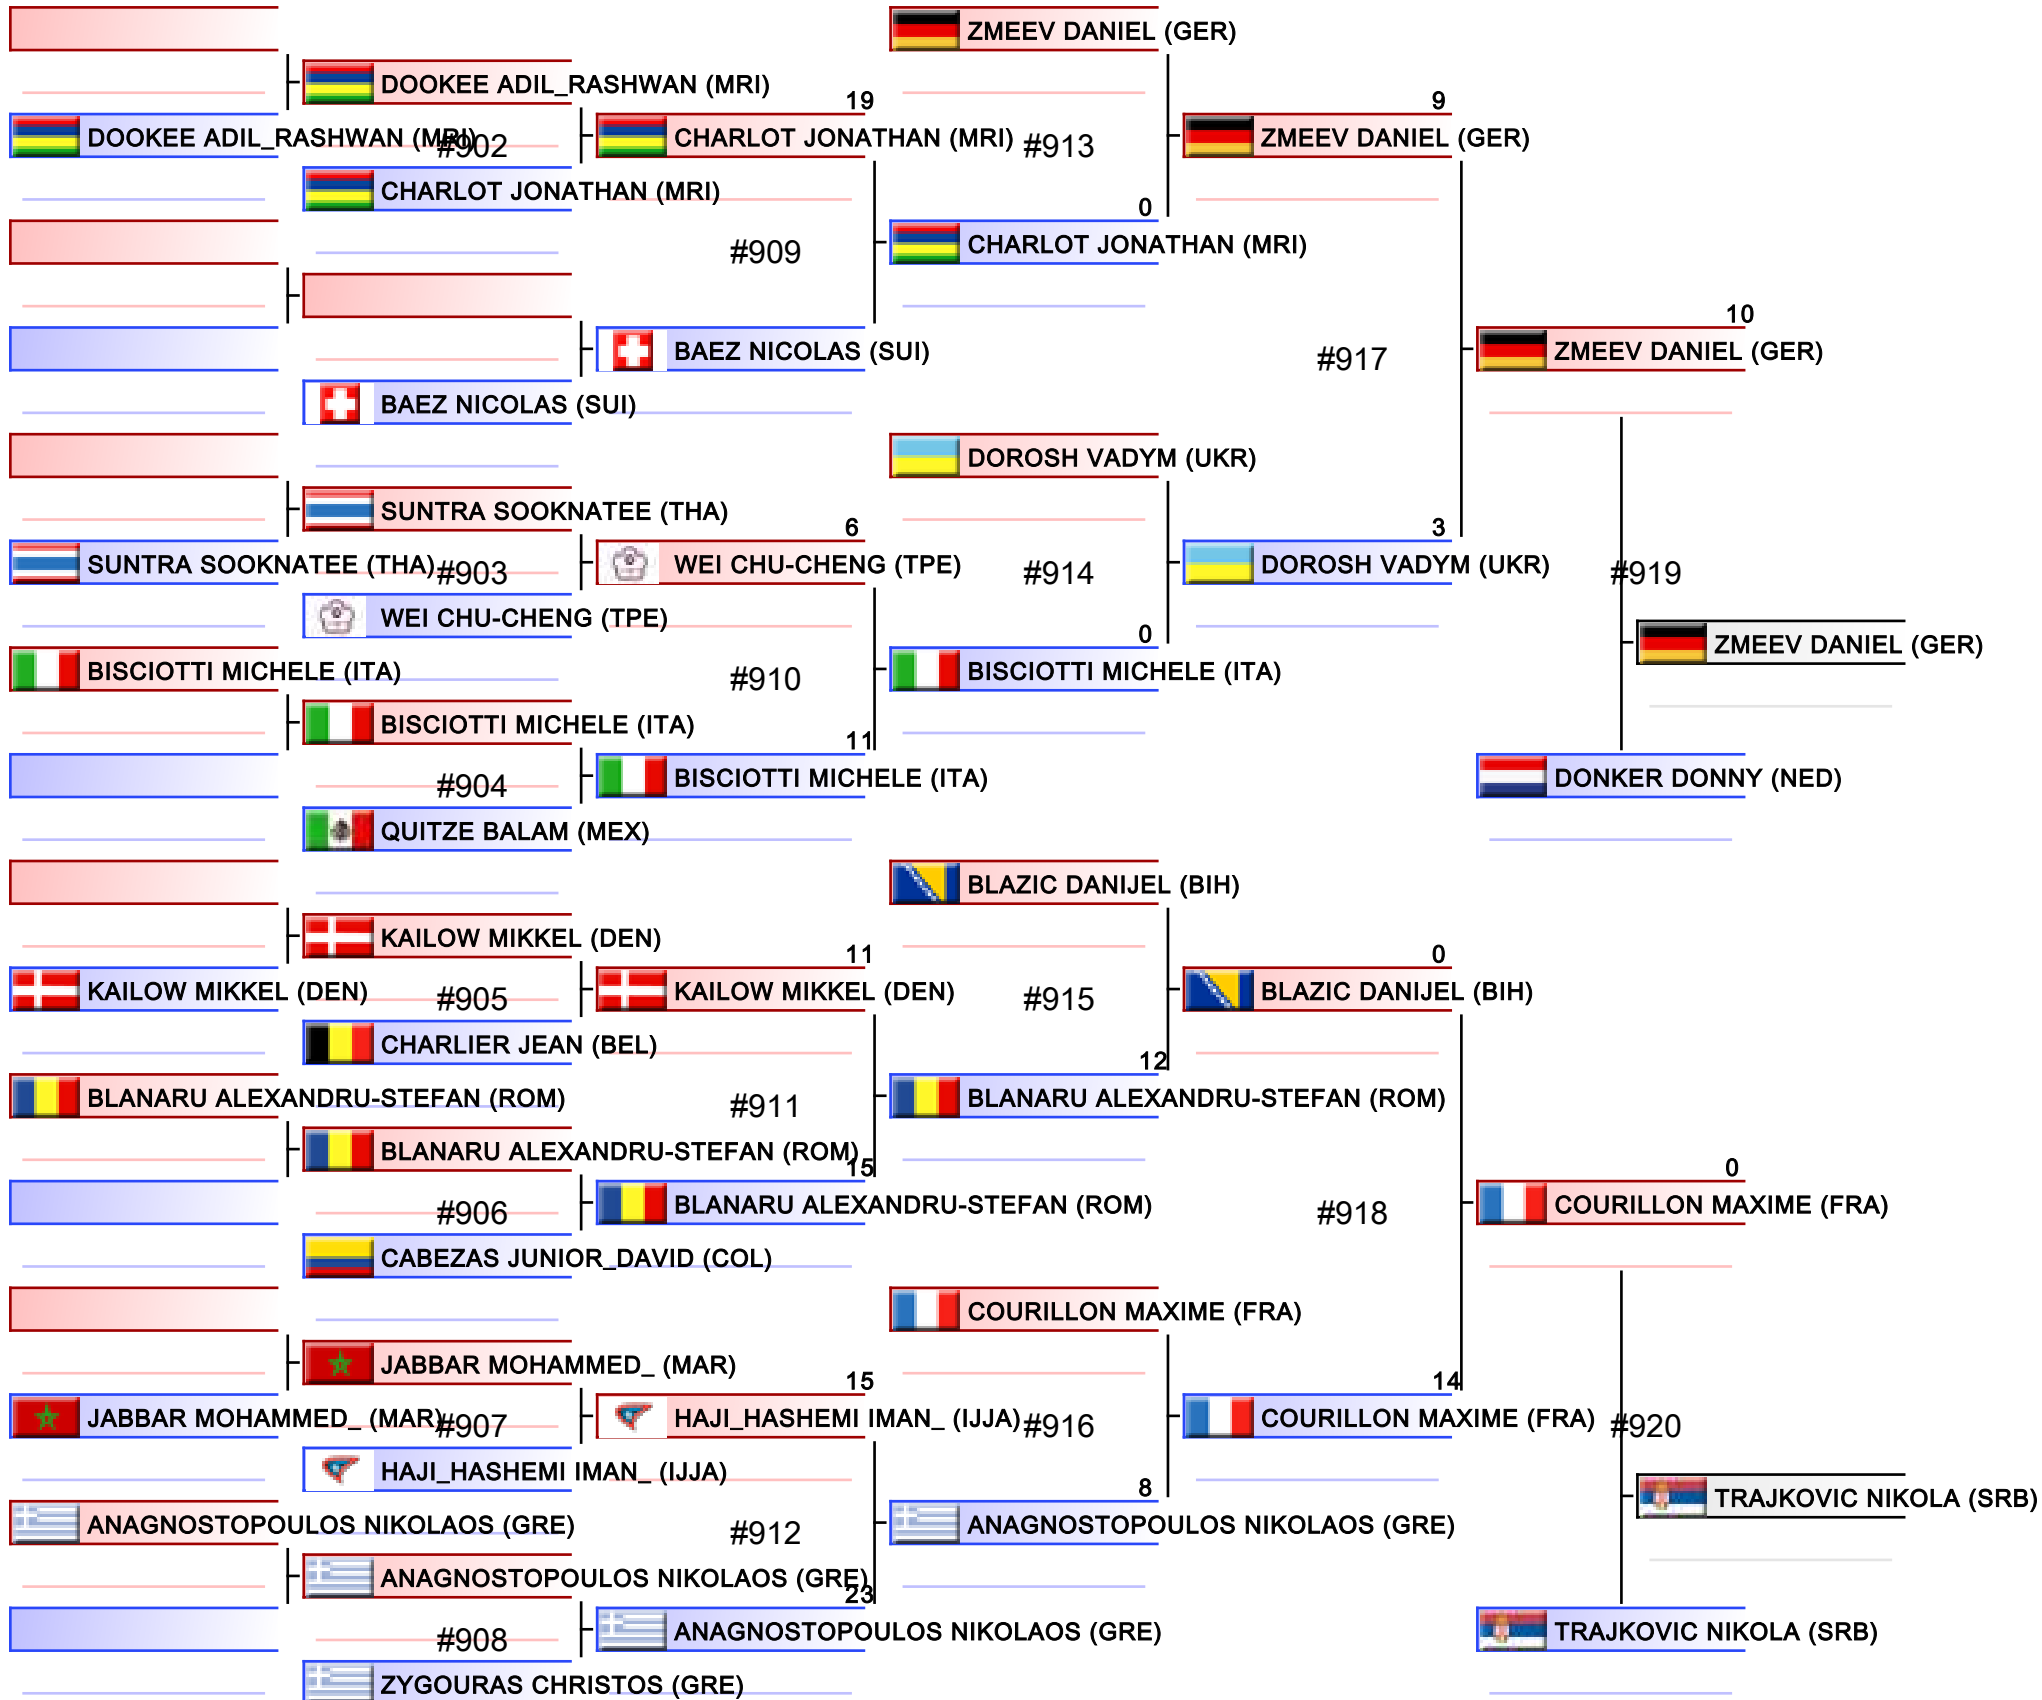 ZMEEV DANIEL (GER)
DOOKEE ADIL_RASHWAN (MRI)
19
9
DOOKEE ADIL_RASHWAN (MRI)
#902
CHARLOT JONATHAN (MRI)
#913
ZMEEV DANIEL (GER)
CHARLOT JONATHAN (MRI)
0
#909
CHARLOT JONATHAN (MRI)
10
BAEZ NICOLAS (SUI)
#917
ZMEEV DANIEL (GER)
BAEZ NICOLAS (SUI)
DOROSH VADYM (UKR)
SUNTRA SOOKNATEE (THA)
6
3
SUNTRA SOOKNATEE (THA)
#903
WEI CHU-CHENG (TPE)
#914
DOROSH VADYM (UKR)
#919
WEI CHU-CHENG (TPE)
0
ZMEEV DANIEL (GER)
BISCIOTTI MICHELE (ITA)
#910
BISCIOTTI MICHELE (ITA)
BISCIOTTI MICHELE (ITA)
11
#904
BISCIOTTI MICHELE (ITA)
DONKER DONNY (NED)
QUITZE BALAM (MEX)
BLAZIC DANIJEL (BIH)
KAILOW MIKKEL (DEN)
11
0
KAILOW MIKKEL (DEN)
#905
KAILOW MIKKEL (DEN)
#915
BLAZIC DANIJEL (BIH)
CHARLIER JEAN (BEL)
12
BLANARU ALEXANDRU-STEFAN (ROM)
#911
BLANARU ALEXANDRU-STEFAN (ROM)
BLANARU ALEXANDRU-STEFAN (ROM)
15
0
#906
BLANARU ALEXANDRU-STEFAN (ROM)
#918
COURILLON MAXIME (FRA)
CABEZAS JUNIOR_DAVID (COL)
COURILLON MAXIME (FRA)
JABBAR MOHAMMED_ (MAR)
15
14
JABBAR MOHAMMED_ (MAR)
#907
HAJI_HASHEMI IMAN_ (IJJA)
#916
COURILLON MAXIME (FRA)
#920
HAJI_HASHEMI IMAN_ (IJJA)
8
TRAJKOVIC NIKOLA (SRB)
ANAGNOSTOPOULOS NIKOLAOS (GRE)
#912
ANAGNOSTOPOULOS NIKOLAOS (GRE)
ANAGNOSTOPOULOS NIKOLAOS (GRE)
23
#908
ANAGNOSTOPOULOS NIKOLAOS (GRE)
TRAJKOVIC NIKOLA (SRB)
ZYGOURAS CHRISTOS (GRE)